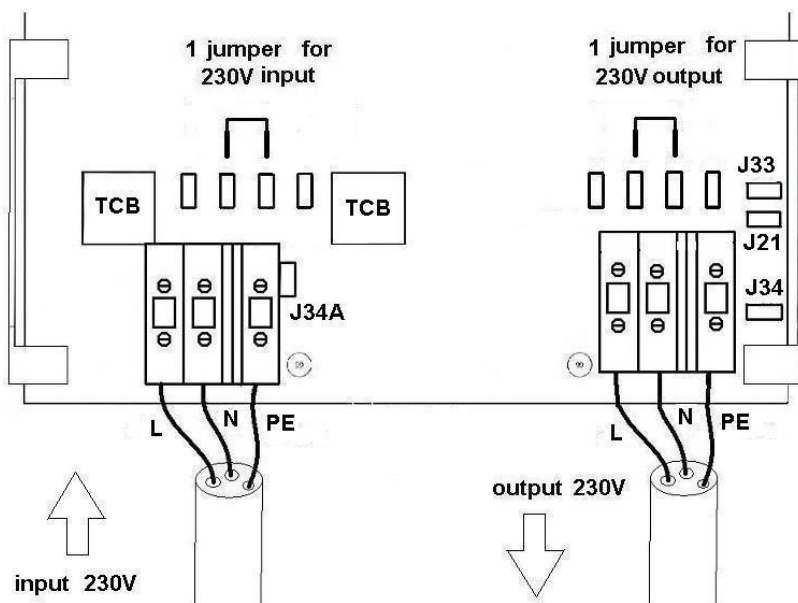 1 jumper for
230V input
1 jumper for
230V output
J33
TCB
TCB
J21
J34
J34A
L
N
PE
L
N
PE
output 230V
input 230V